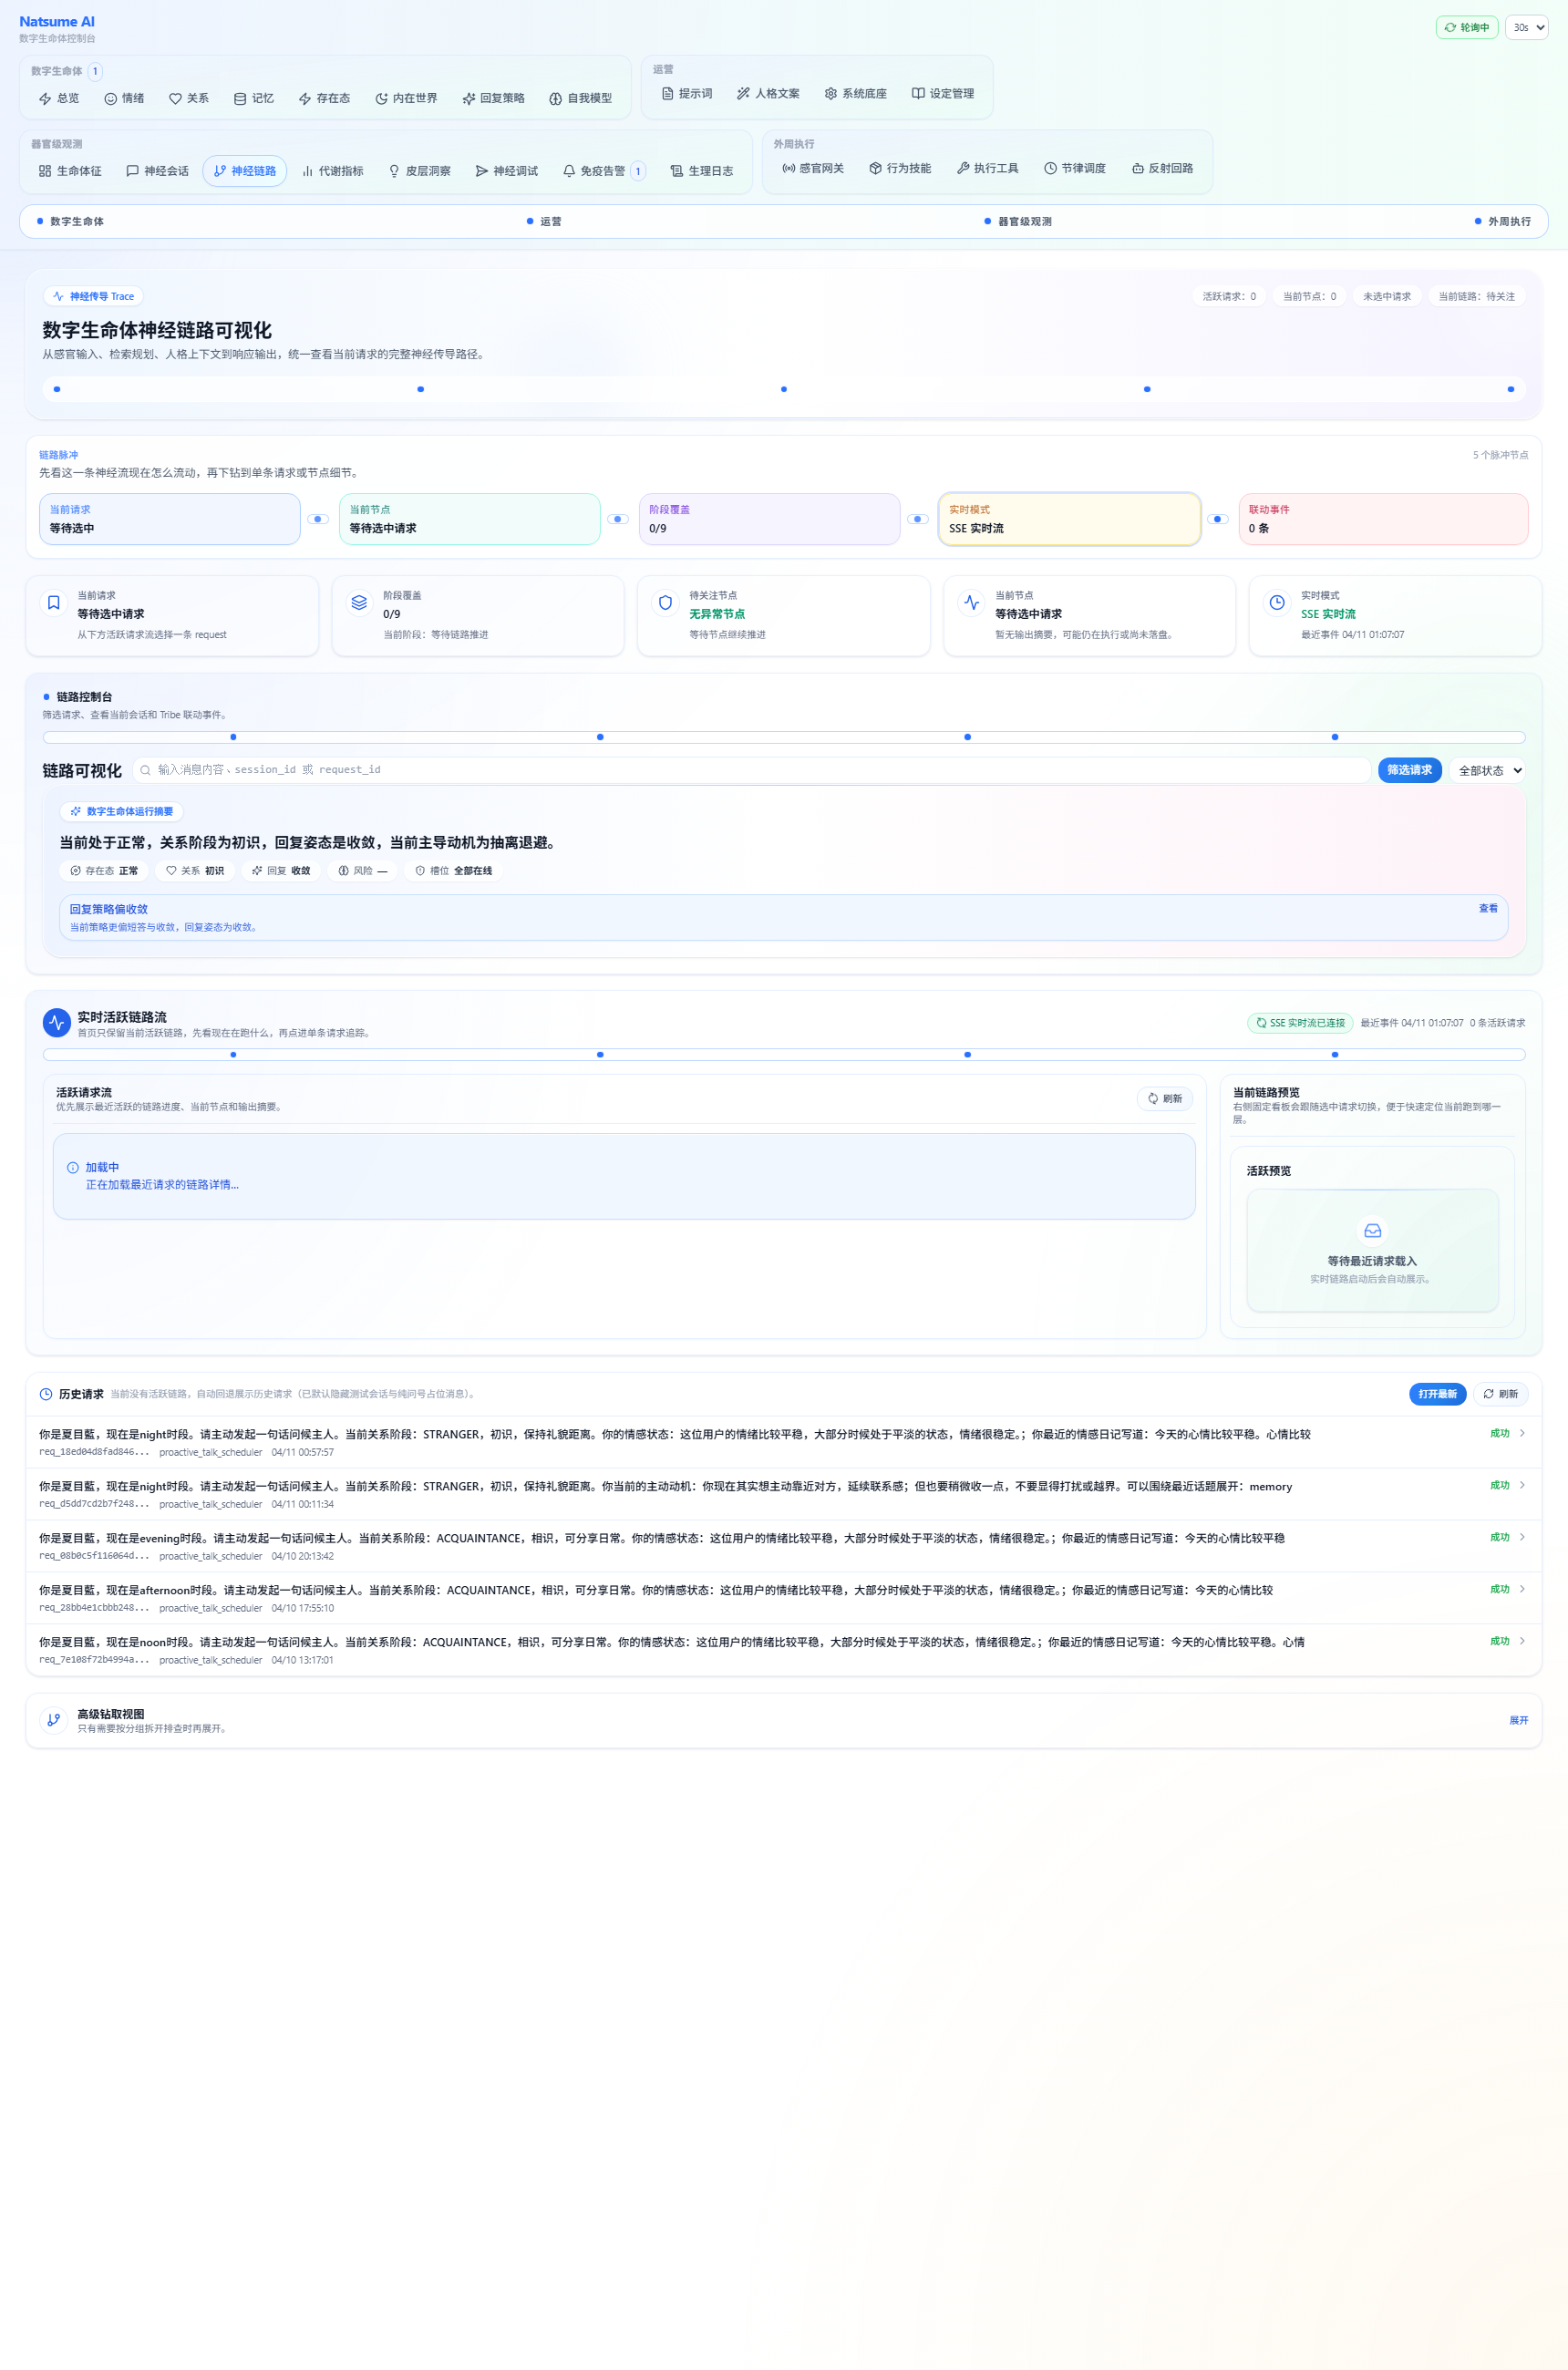 Natsume AI
数字生命体控制台
轮询中
30s
数字生命体 1
总览 情绪 关系 记忆 存在态 内在世界 回复策略 自我模型
运营
提示词 人格文案 系统底座 设定管理
器官级观测
生命体征 神经会话 神经链路 代谢指标 皮层洞察 神经调试 免疫告警 1 生理日志
外周执行
感官网关 行为技能 执行工具 节律调度 反射回路
数字生命体 运营 器官级观测 外周执行
神经传导 Trace
活跃请求：0 当前节点：0 未选中请求 当前链路：待关注
数字生命体神经链路可视化
从感官输入、检索规划、人格上下文到响应输出，统一查看当前请求的完整神经传导路径。
链路脉冲
5 个脉冲节点
先看这一条神经流现在怎么流动，再下钻到单条请求或节点细节。
当前请求
等待选中
当前节点
等待选中请求
阶段覆盖
0/9
实时模式
SSE 实时流
联动事件
0 条
当前请求
等待选中请求
从下方活跃请求流选择一条 request
阶段覆盖
0/9
当前阶段：等待链路推进
待关注节点
无异常节点
等待节点继续推进
当前节点
等待选中请求
暂无输出摘要，可能仍在执行或尚未落盘。
实时模式
SSE 实时流
最近事件 04/11 01:07:07
链路控制台
筛选请求、查看当前会话和 Tribe 联动事件。
链路可视化 输入消息内容、session_id 或 request_id 筛选请求 全部状态
数字生命体运行摘要
当前处于正常，关系阶段为初识，回复姿态是收敛，当前主导动机为抽离退避。
存在态 正常 关系 初识 回复 收敛 风险 — 槽位 全部在线
回复策略偏收敛
查看
当前策略更偏短答与收敛，回复姿态为收敛。
实时活跃链路流
首页只保留当前活跃链路，先看现在在跑什么，再点进单条请求追踪。
SSE 实时流已连接 最近事件 04/11 01:07:07 0 条活跃请求
活跃请求流
优先展示最近活跃的链路进度、当前节点和输出摘要。
刷新
加载中
正在加载最近请求的链路详情...
当前链路预览
右侧固定看板会跟随选中请求切换，便于快速定位当前跑到哪一
层。
活跃预览
等待最近请求载入
实时链路启动后会自动展示。
历史请求 当前没有活跃链路，自动回退展示历史请求（已默认隐藏测试会话与纯问号占位消息）。
打开最新 刷新
你是夏目藍，现在是night时段。请主动发起一句话问候主人。当前关系阶段：STRANGER，初识，保持礼貌距离。你的情感状态：这位用户的情绪比较平稳，大部分时候处于平淡的状态，情绪很稳定。；你最近的情感日记写道：今天的心情比较平稳。心情比较
成功
req_18ed04d8fad846... proactive_talk_scheduler 04/11 00:57:57
你是夏目藍，现在是night时段。请主动发起一句话问候主人。当前关系阶段：STRANGER，初识，保持礼貌距离。你当前的主动动机：你现在其实想主动靠近对方，延续联系感；但也要稍微收一点，不要显得打扰或越界。可以围绕最近话题展开：memory
成功
req_d5dd7cd2b7f248... proactive_talk_scheduler 04/11 00:11:34
你是夏目藍，现在是evening时段。请主动发起一句话问候主人。当前关系阶段：ACQUAINTANCE，相识，可分享日常。你的情感状态：这位用户的情绪比较平稳，大部分时候处于平淡的状态，情绪很稳定。；你最近的情感日记写道：今天的心情比较平稳
成功
req_08b0c5f116064d... proactive_talk_scheduler 04/10 20:13:42
你是夏目藍，现在是afternoon时段。请主动发起一句话问候主人。当前关系阶段：ACQUAINTANCE，相识，可分享日常。你的情感状态：这位用户的情绪比较平稳，大部分时候处于平淡的状态，情绪很稳定。；你最近的情感日记写道：今天的心情比较
成功
req_28bb4e1cbbb248... proactive_talk_scheduler 04/10 17:55:10
你是夏目藍，现在是noon时段。请主动发起一句话问候主人。当前关系阶段：ACQUAINTANCE，相识，可分享日常。你的情感状态：这位用户的情绪比较平稳，大部分时候处于平淡的状态，情绪很稳定。；你最近的情感日记写道：今天的心情比较平稳。心情
成功
req_7e108f72b4994a... proactive_talk_scheduler 04/10 13:17:01
高级钻取视图
只有需要按分组拆开排查时再展开。
展开